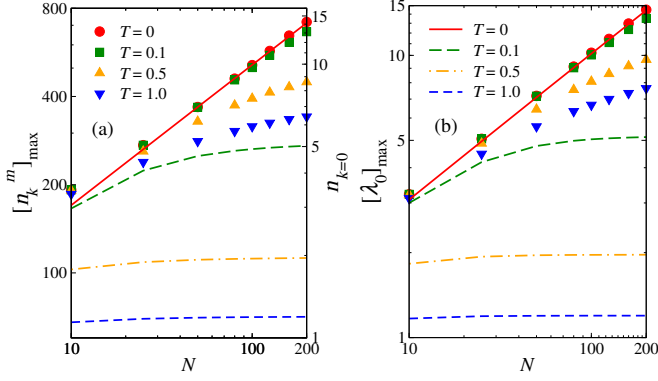 800
400
200
100
[n_k^m]_max
T = 0
T = 0.1
T = 0.5
T = 1.0
(a)
10
100
200
N
15
10
5
1
n_{k=0}
15
10
5
1
[λ_0]_max
T = 0
T = 0.1
T = 0.5
T = 1.0
(b)
10
100
200
N